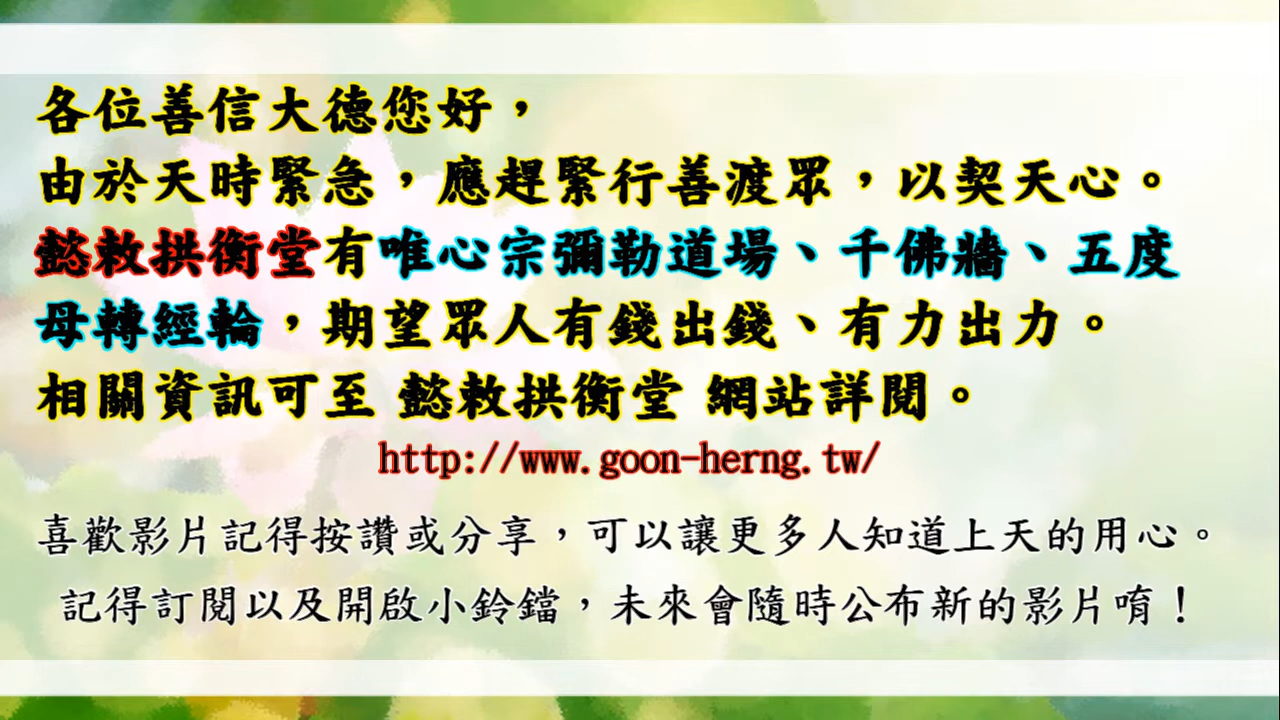 各位善信大德您好，
由於天時緊急，應趕緊行善渡眾，以契天心。
懿敕拱衡堂有唯心宗彌勒道場、千佛牆、五度
母轉經輪，期望眾人有錢出錢、有力出力。
相關資訊可至 懿敕拱衡堂 網站詳閱。
http://www.goon-herng.tw/
喜歡影片記得按讚或分享，可以讓更多人知道上天的用心。
記得訂閱以及開啟小鈴鐺，未來會隨時公布新的影片唷！